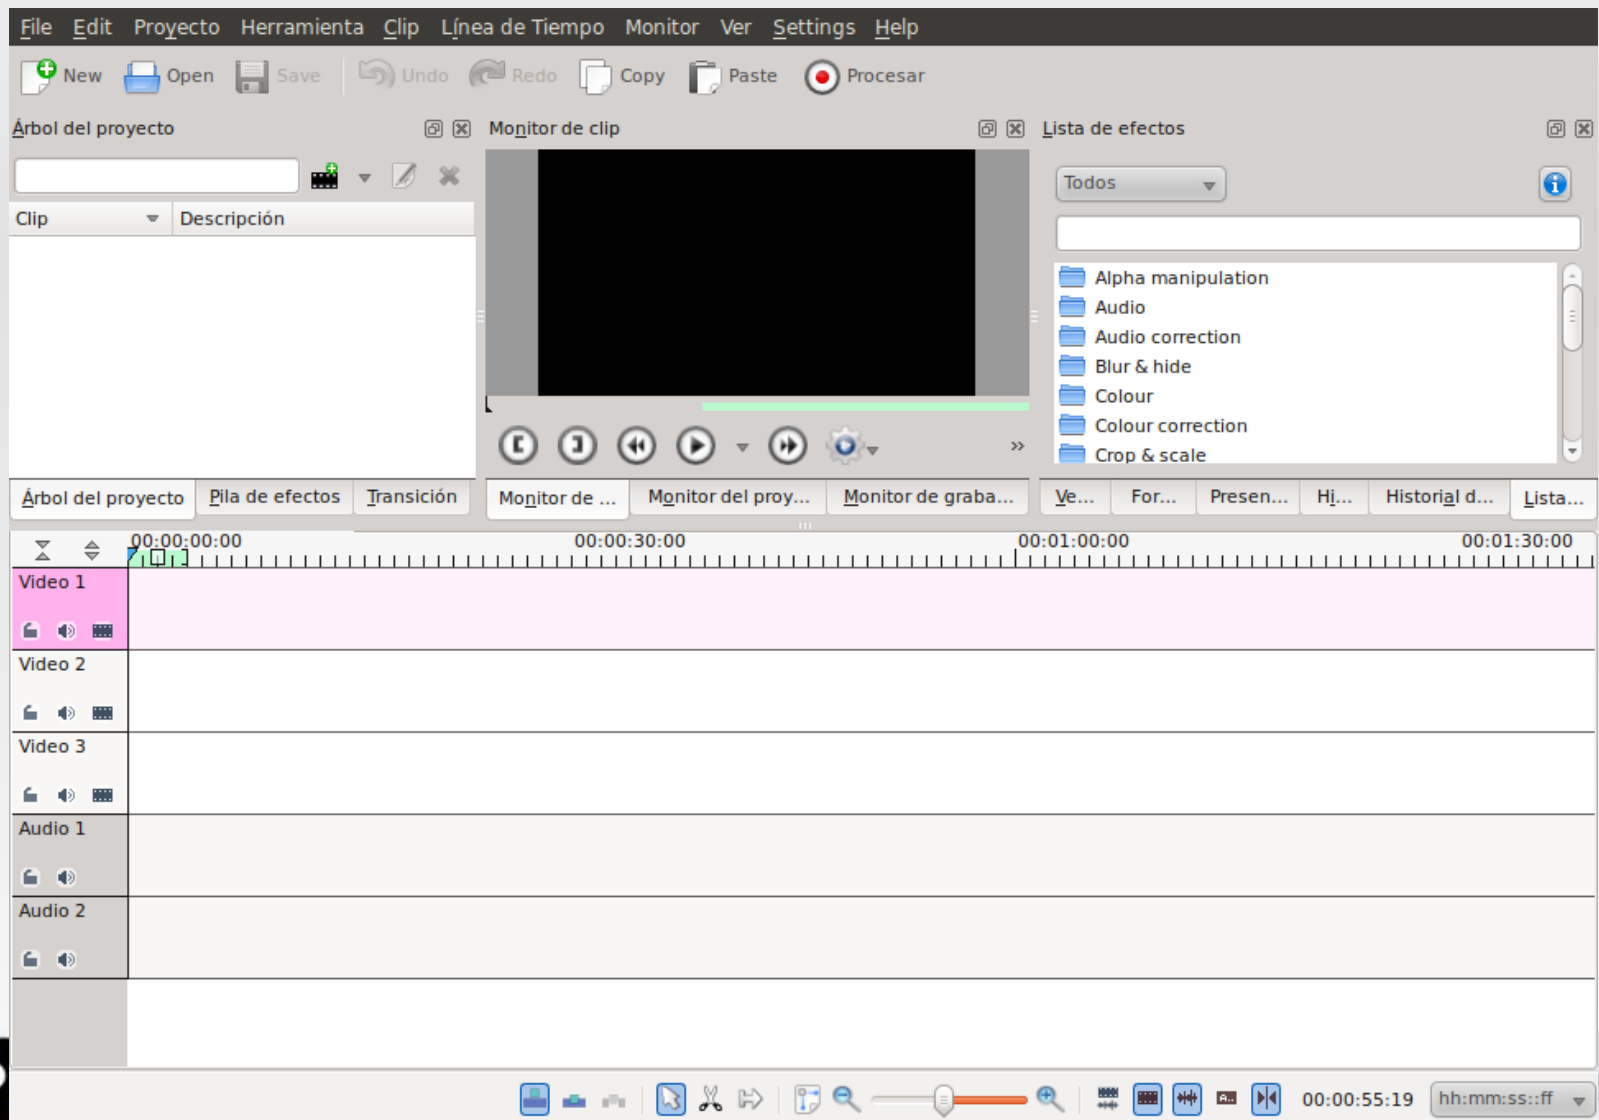 File Edit Proyecto Herramienta Clip Línea de Tiempo Monitor Ver Settings Help
New Open Save Undo Redo Copy Paste Procesar
Árbol del proyecto Monitor de clip Lista de efectos
Todos
Clip Descripción
Alpha manipulation
Audio
Audio correction
Blur & hide
Colour
Colour correction
Crop & scale
Árbol del proyecto Pila de efectos Transición Monitor de ... Monitor del proy... Monitor de graba... Ve... For... Presen... Hi... Historial d... Lista...
00:00:00:00 00:00:30:00 00:01:00:00 00:01:30:00
Video 1
Video 2
Video 3
Audio 1
Audio 2
00:00:55:19 hh:mm:ss::ff